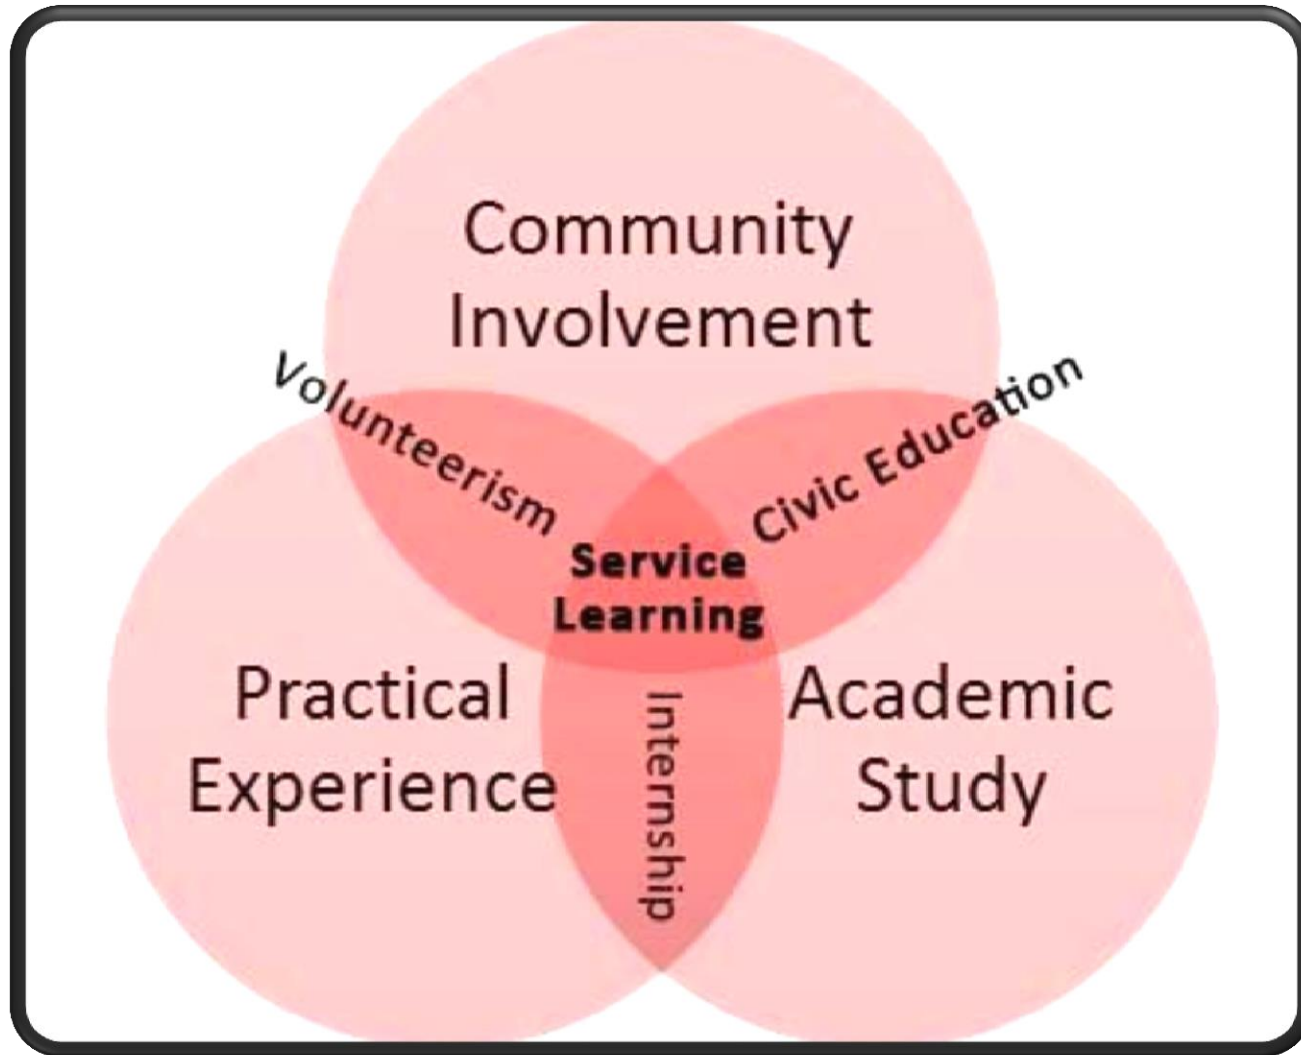 Community
Involvement
Volunteerism
Civic Education
Service
Learning
Practical
Experience
Internship
Academic
Study